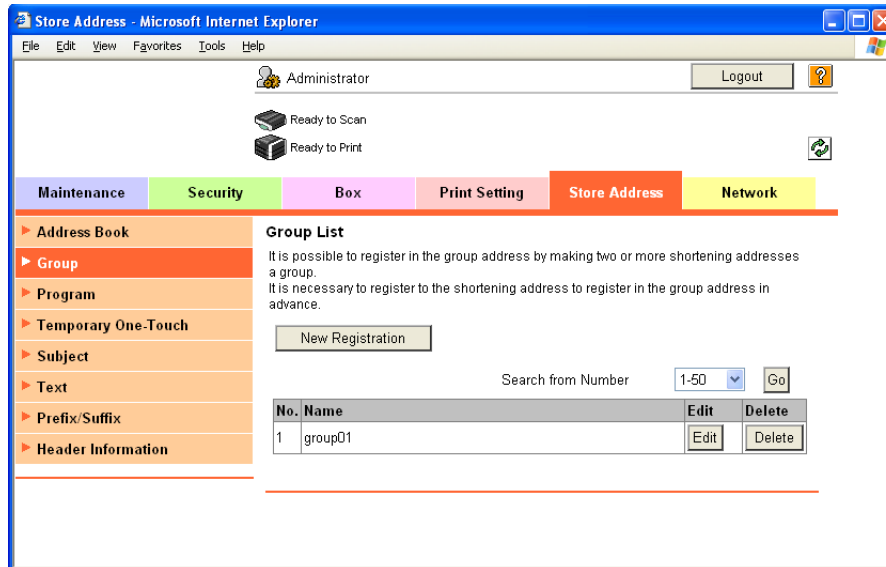 Store Address - Microsoft Internet Explorer
File Edit View Favorites Tools Help
Administrator
Logout
?
Ready to Scan
Ready to Print
Maintenance Security Box Print Setting Store Address Network
Address Book
Group
Program
Temporary One-Touch
Subject
Text
Prefix/Suffix
Header Information
Group List
It is possible to register in the group address by making two or more shortening addresses
a group.
It is necessary to register to the shortening address to register in the group address in
advance.
New Registration
Search from Number 1-50 Go
No. Name Edit Delete
1 group01 Edit Delete